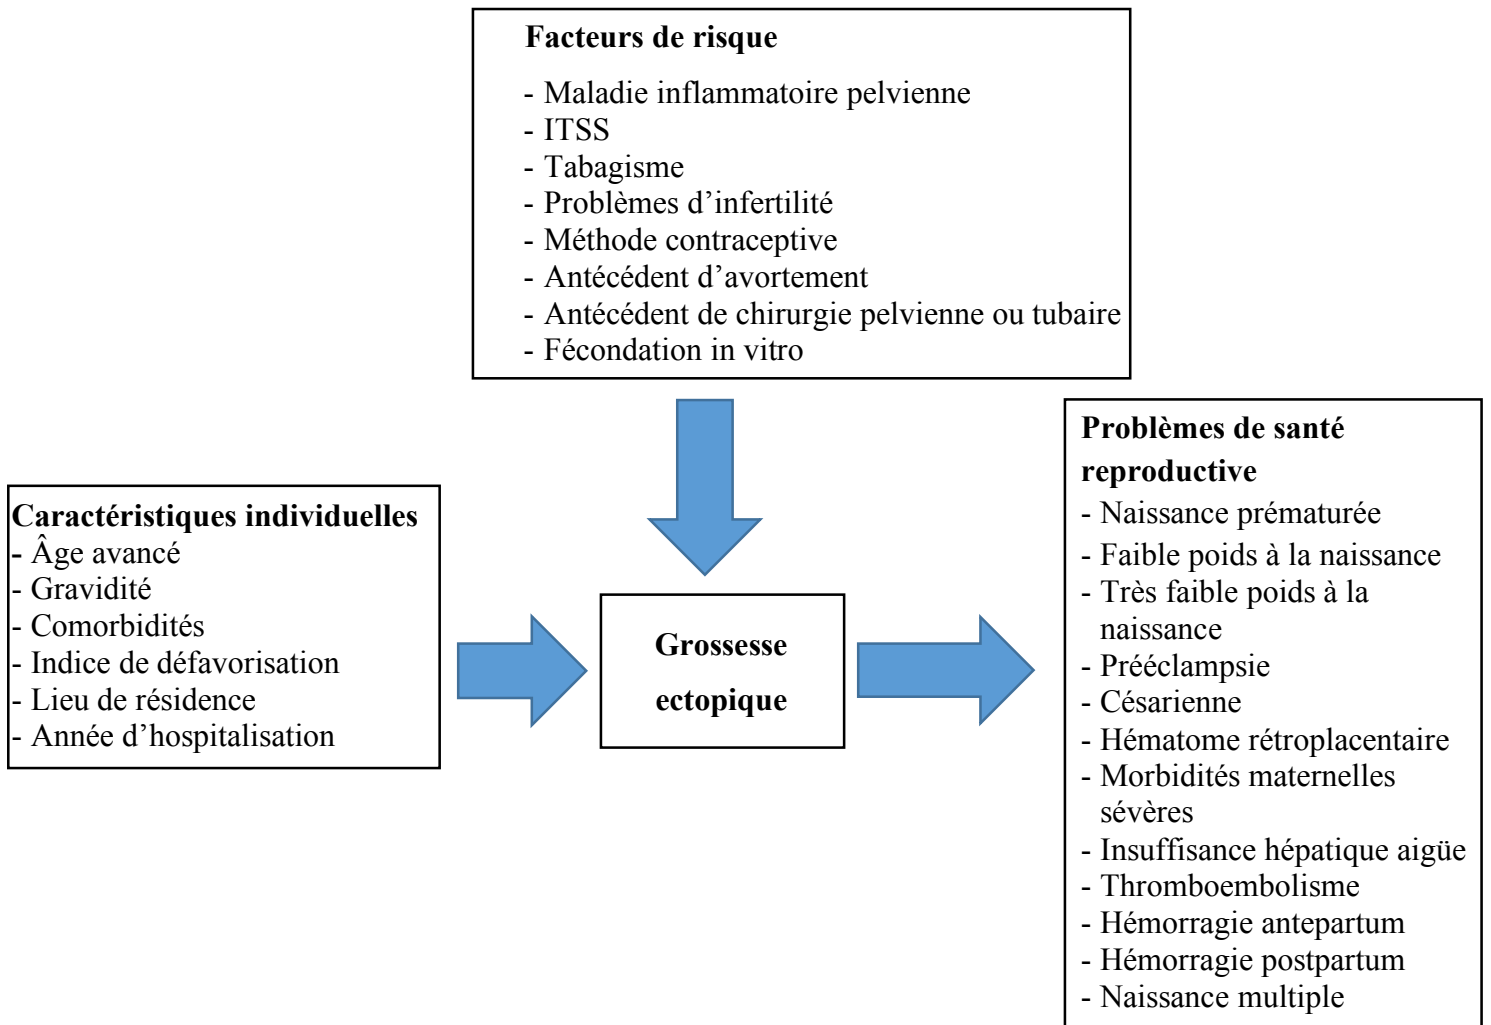 Facteurs de risque
- Maladie inflammatoire pelvienne
- ITSS
- Tabagisme
- Problèmes d’infertilité
- Méthode contraceptive
- Antécédent d’avortement
- Antécédent de chirurgie pelvienne ou tubaire
- Fécondation in vitro
Caractéristiques individuelles
- Âge avancé
- Gravidité
- Comorbidités
- Indice de défavorisation
- Lieu de résidence
- Année d’hospitalisation
Grossesse
ectopique
Problèmes de santé
reproductive
- Naissance prématurée
- Faible poids à la naissance
- Très faible poids à la
naissance
- Prééclampsie
- Césarienne
- Hématome rétroplacentaire
- Morbidités maternelles
sévères
- Insuffisance hépatique aigüe
- Thromboembolisme
- Hémorragie antepartum
- Hémorragie postpartum
- Naissance multiple